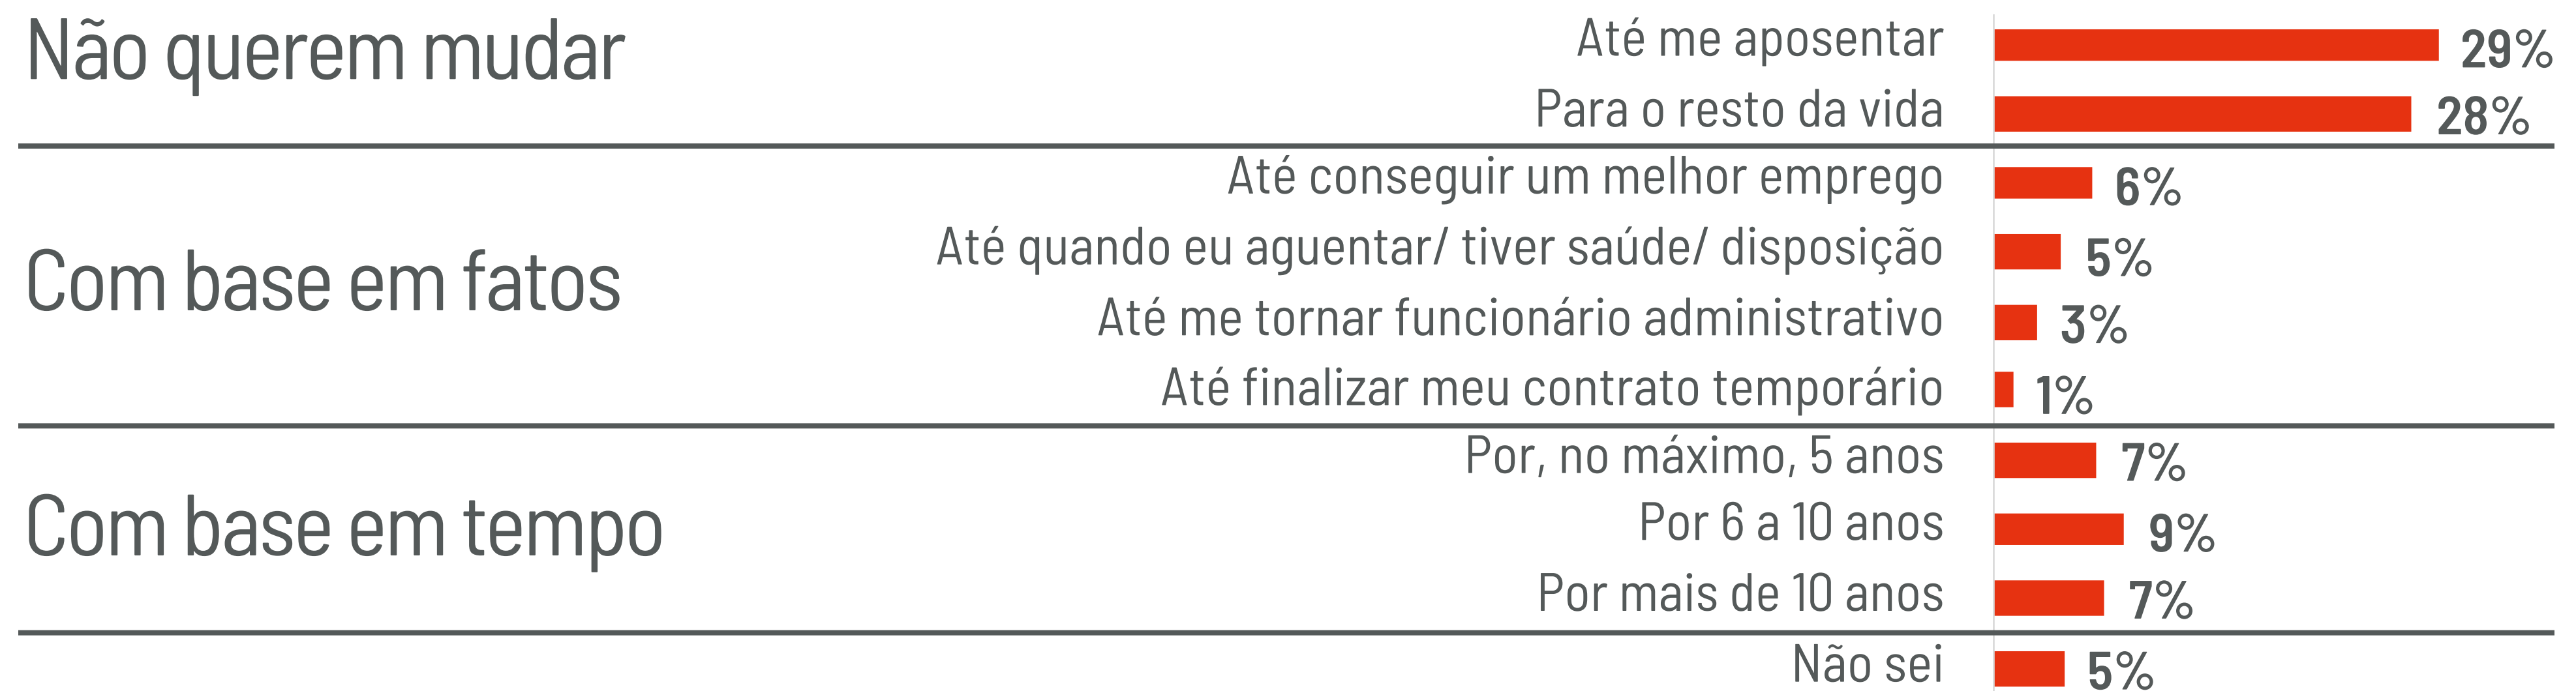 Não querem mudar
Até me aposentar 29%
Para o resto da vida 28%
Até conseguir um melhor emprego 6%
Com base em fatos
Até quando eu aguentar/ tiver saúde/ disposição 5%
Até me tornar funcionário administrativo 3%
Até finalizar meu contrato temporário 1%
Por, no máximo, 5 anos 7%
Com base em tempo
Por 6 a 10 anos 9%
Por mais de 10 anos 7%
Não sei 5%